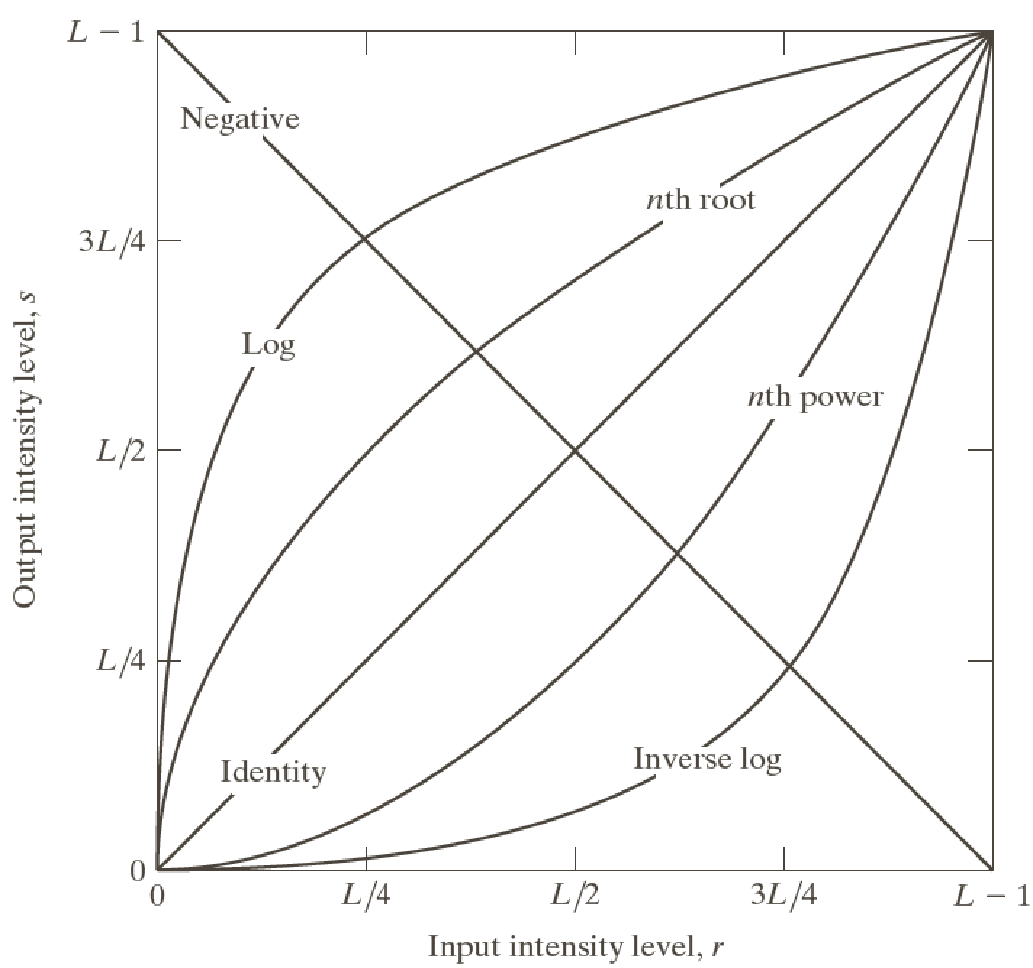 L − 1
Negative
nth root
3L/4
Log
nth power
L/2
L/4
Inverse log
Identity
0
0 L/4 L/2 3L/4 L − 1
Input intensity level, r
Output intensity level, s